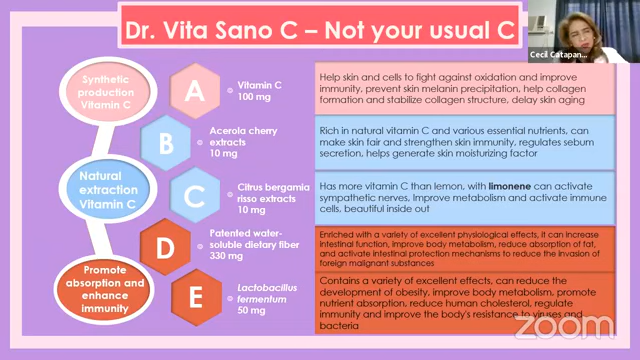 Dr. Vita Sano C – Not your usual C
Cecil Catapan...
Synthetic
production
Vitamin C
A
Vitamin C
100 mg
Help skin and cells to fight against oxidation and improve
immunity, prevent skin melanin precipitation, help collagen
formation and stabilize collagen structure, delay skin aging
B
Acerola cherry
extracts
10 mg
Rich in natural vitamin C and various essential nutrients, can
make skin fair and strengthen skin immunity, regulates sebum
secretion, helps generate skin moisturizing factor
Natural
extraction
Vitamin C
C
Citrus bergamia
risso extracts
10 mg
Has more vitamin C than lemon, with limonene can activate
sympathetic nerves, Improve metabolism and activate immune
cells, beautiful inside out
D
Patented water-
soluble dietary fiber
330 mg
Enriched with a variety of excellent physiological effects, it can increase
intestinal function, improve body metabolism, reduce absorption of fat,
and activate intestinal protection mechanisms to reduce the invasion of
foreign malignant substances
Promote
absorption and
enhance
immunity
E
Lactobacillus
fermentum
50 mg
Contains a variety of excellent effects, can reduce the
development of obesity, improve body metabolism, promote
nutrient absorption, reduce human cholesterol, regulate
immunity and improve the body's resistance to viruses and
bacteria
zoom